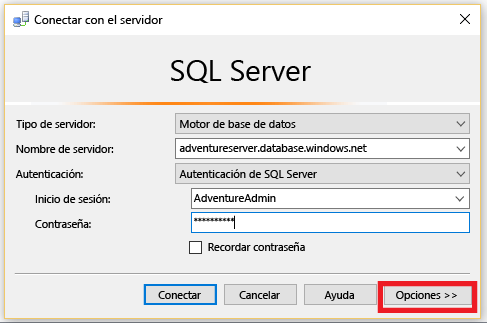 Conectar con el servidor
SQL Server
Tipo de servidor: Motor de base de datos
Nombre de servidor: adventureserver.database.windows.net
Autenticación: Autenticación de SQL Server
Inicio de sesión: AdventureAdmin
Contraseña: **********
Recordar contraseña
Conectar Cancelar Ayuda Opciones >>